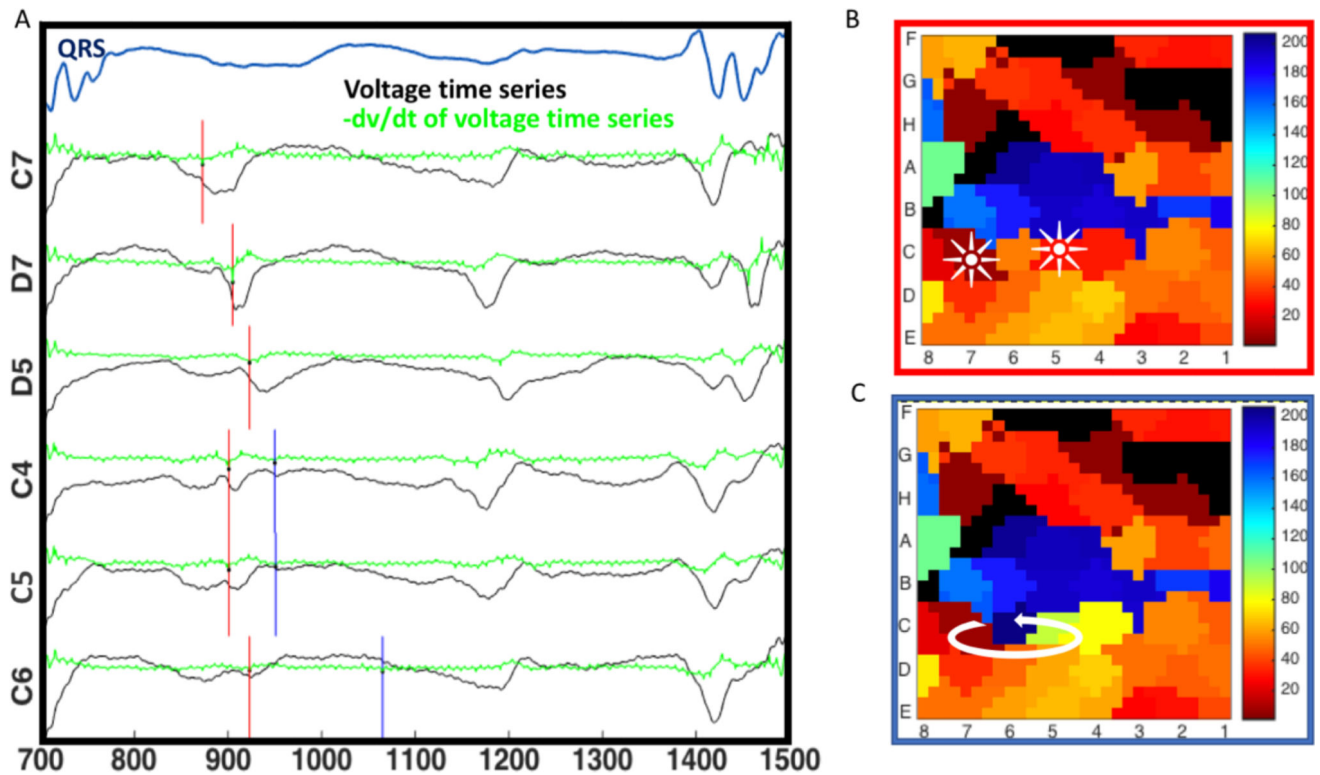 A
QRS
Voltage time series
-dv/dt of voltage time series
C7
D7
D5
C4
C5
C6
700 800 900 1000 1100 1200 1300 1400 1500
B
F
G
H
A
B
C
D
E
8 7 6 5 4 3 2 1
200
180
160
140
120
100
80
60
40
20
C
F
G
H
A
B
C
D
E
8 7 6 5 4 3 2 1
200
180
160
140
120
100
80
60
40
20